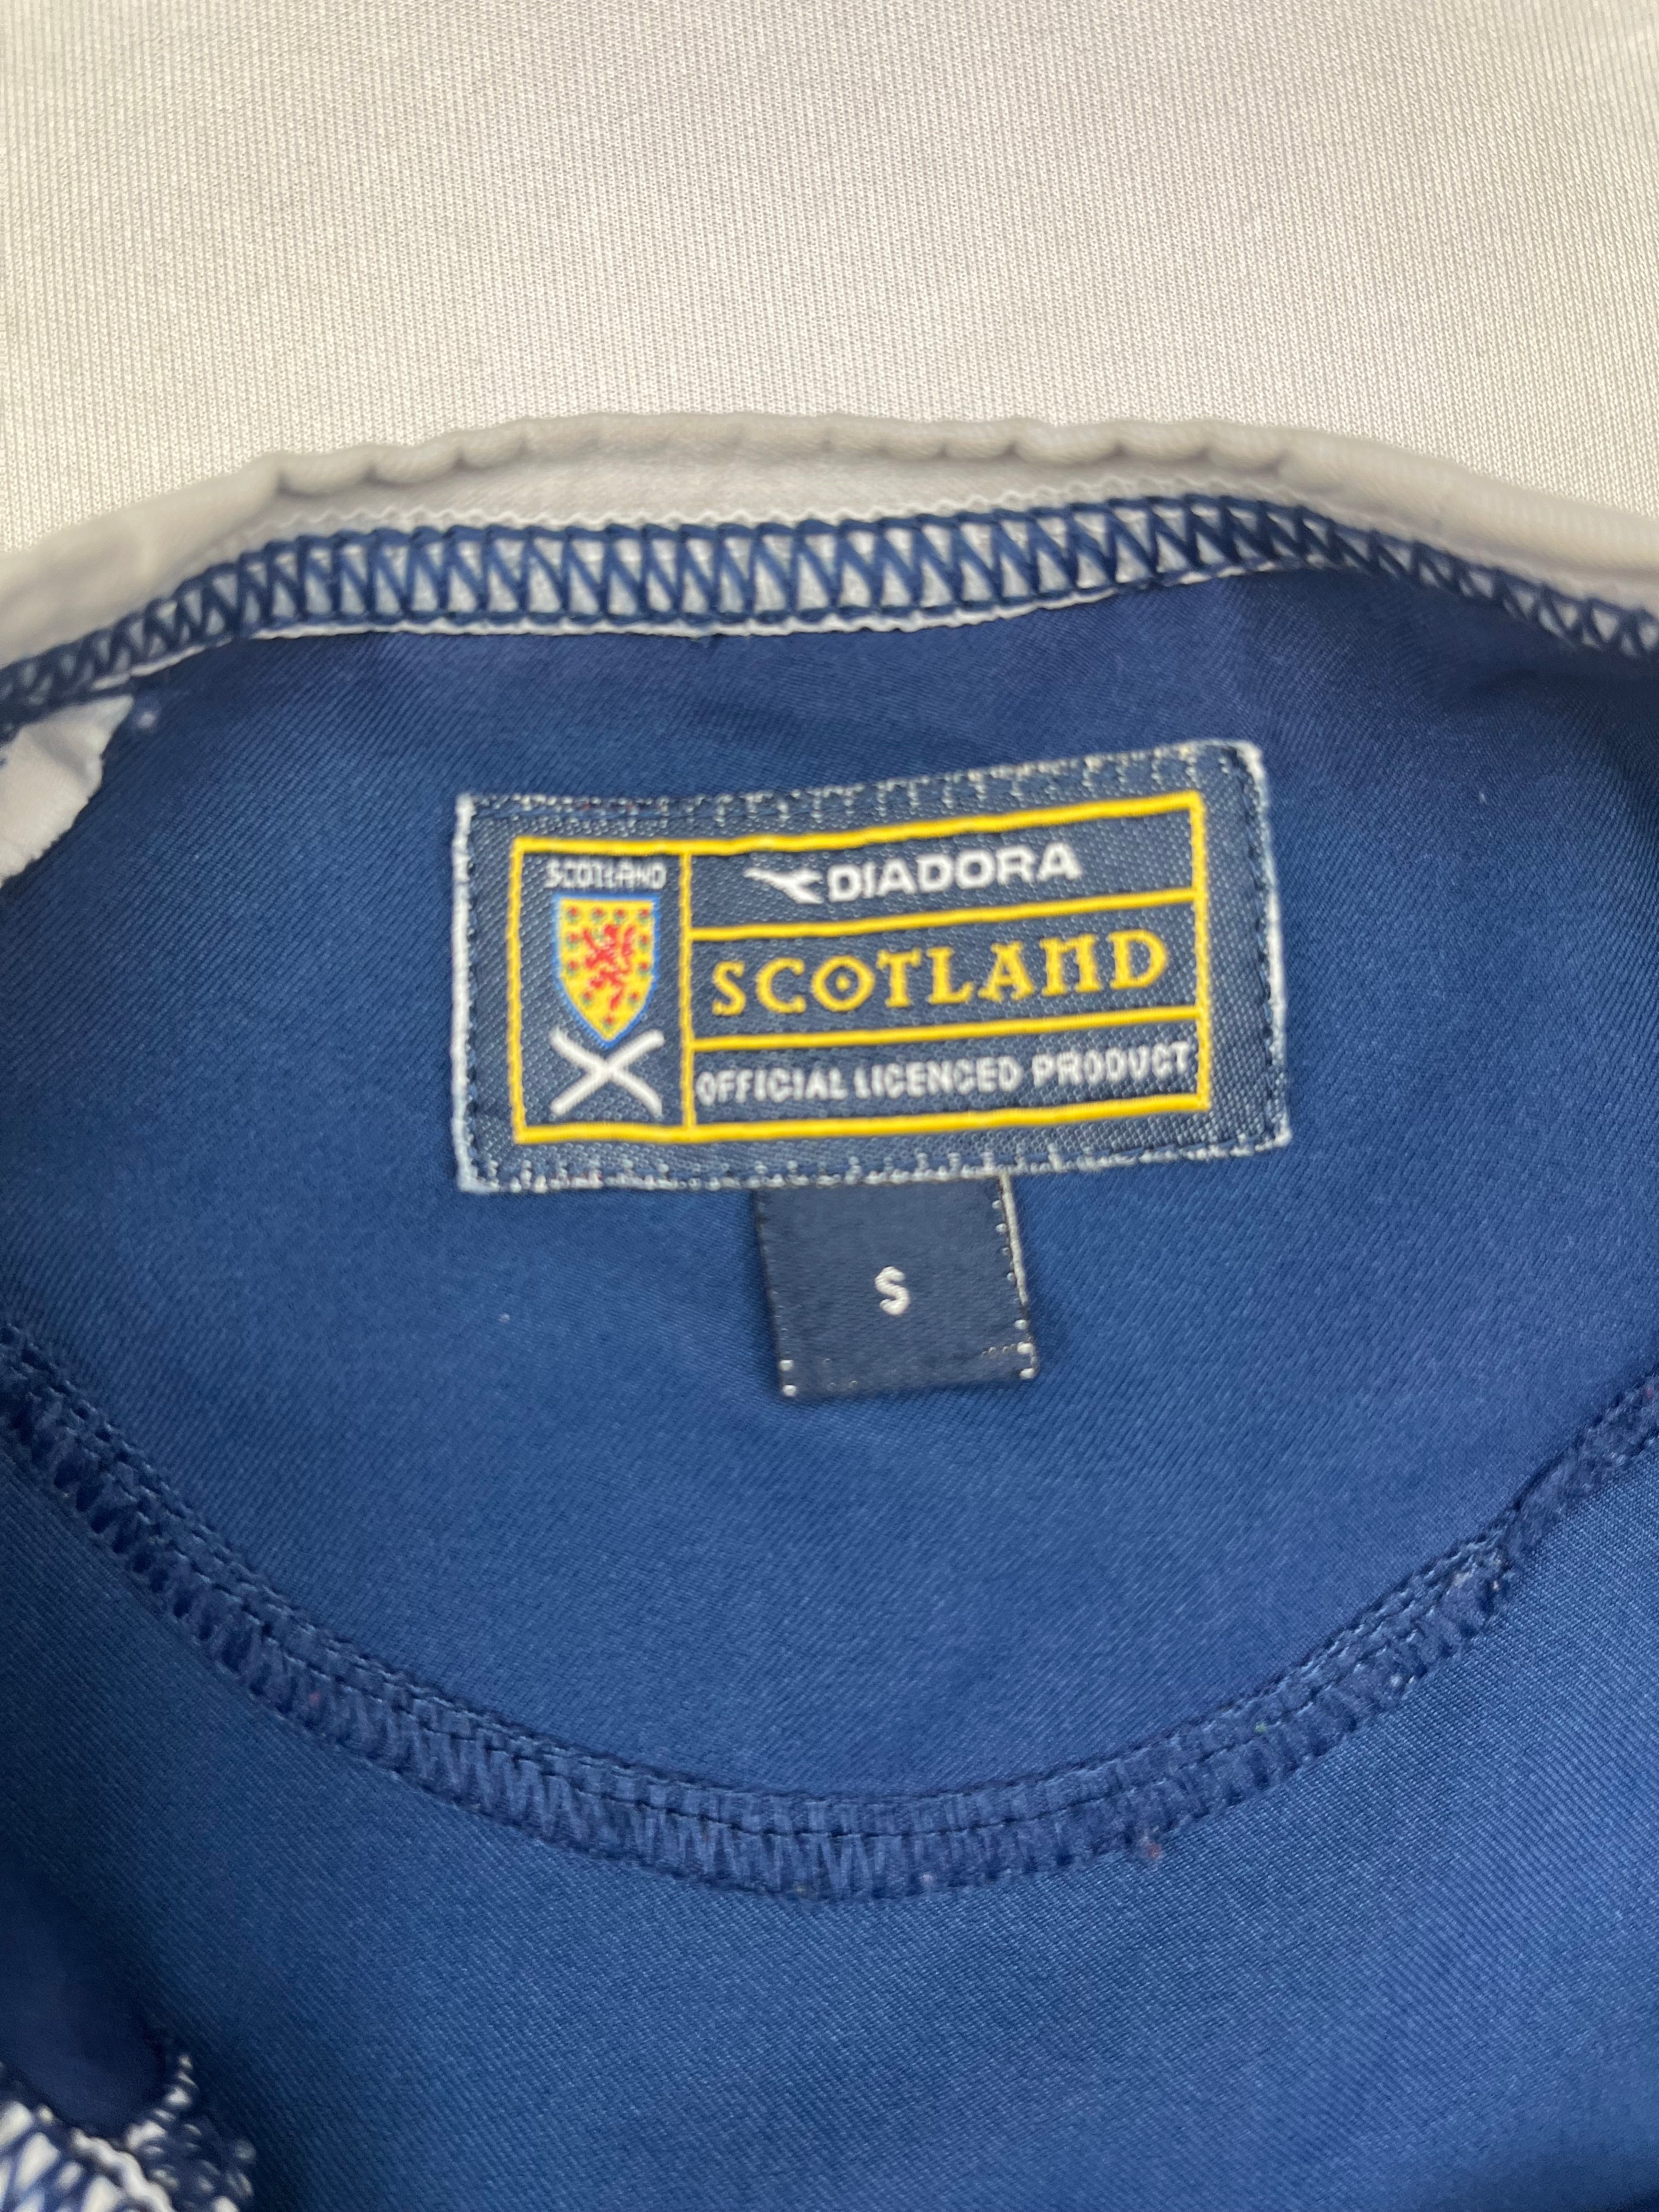 SCOTLAND
DIADORA
SCOTLAND
OFFICIAL LICENCED PRODUCT
S